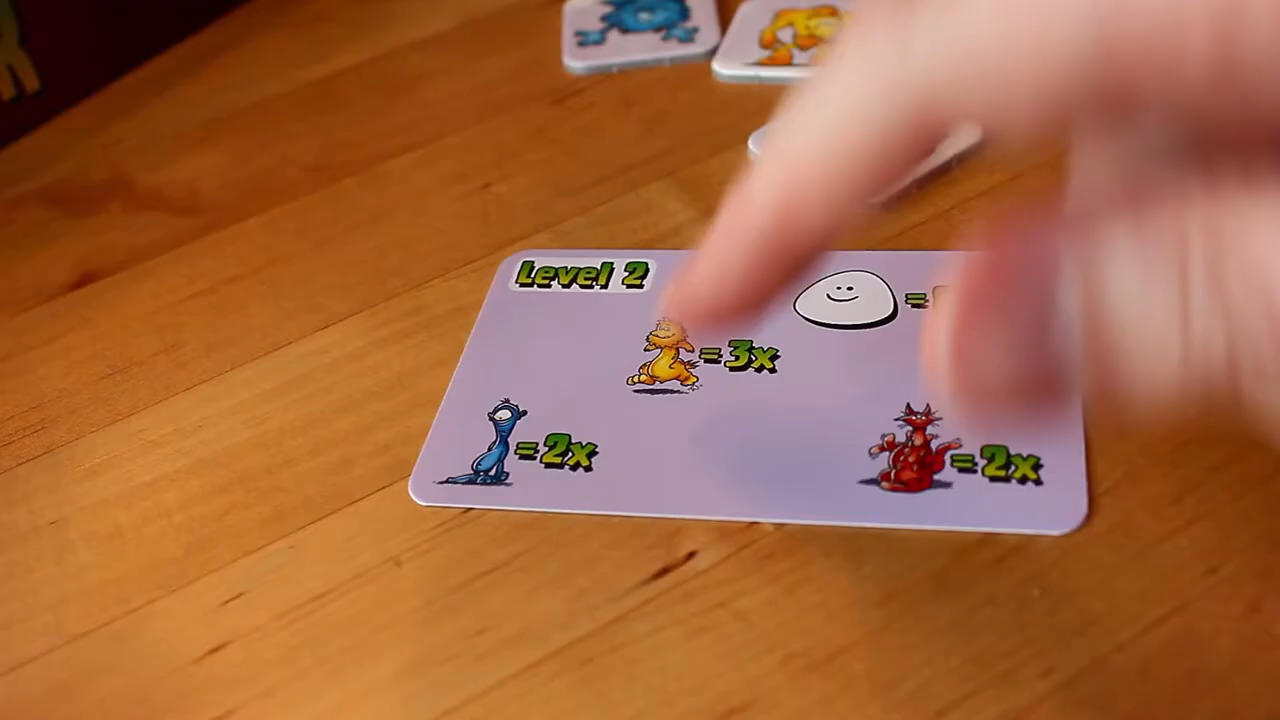 Level 2
=
= 3x
= 2x
= 2x